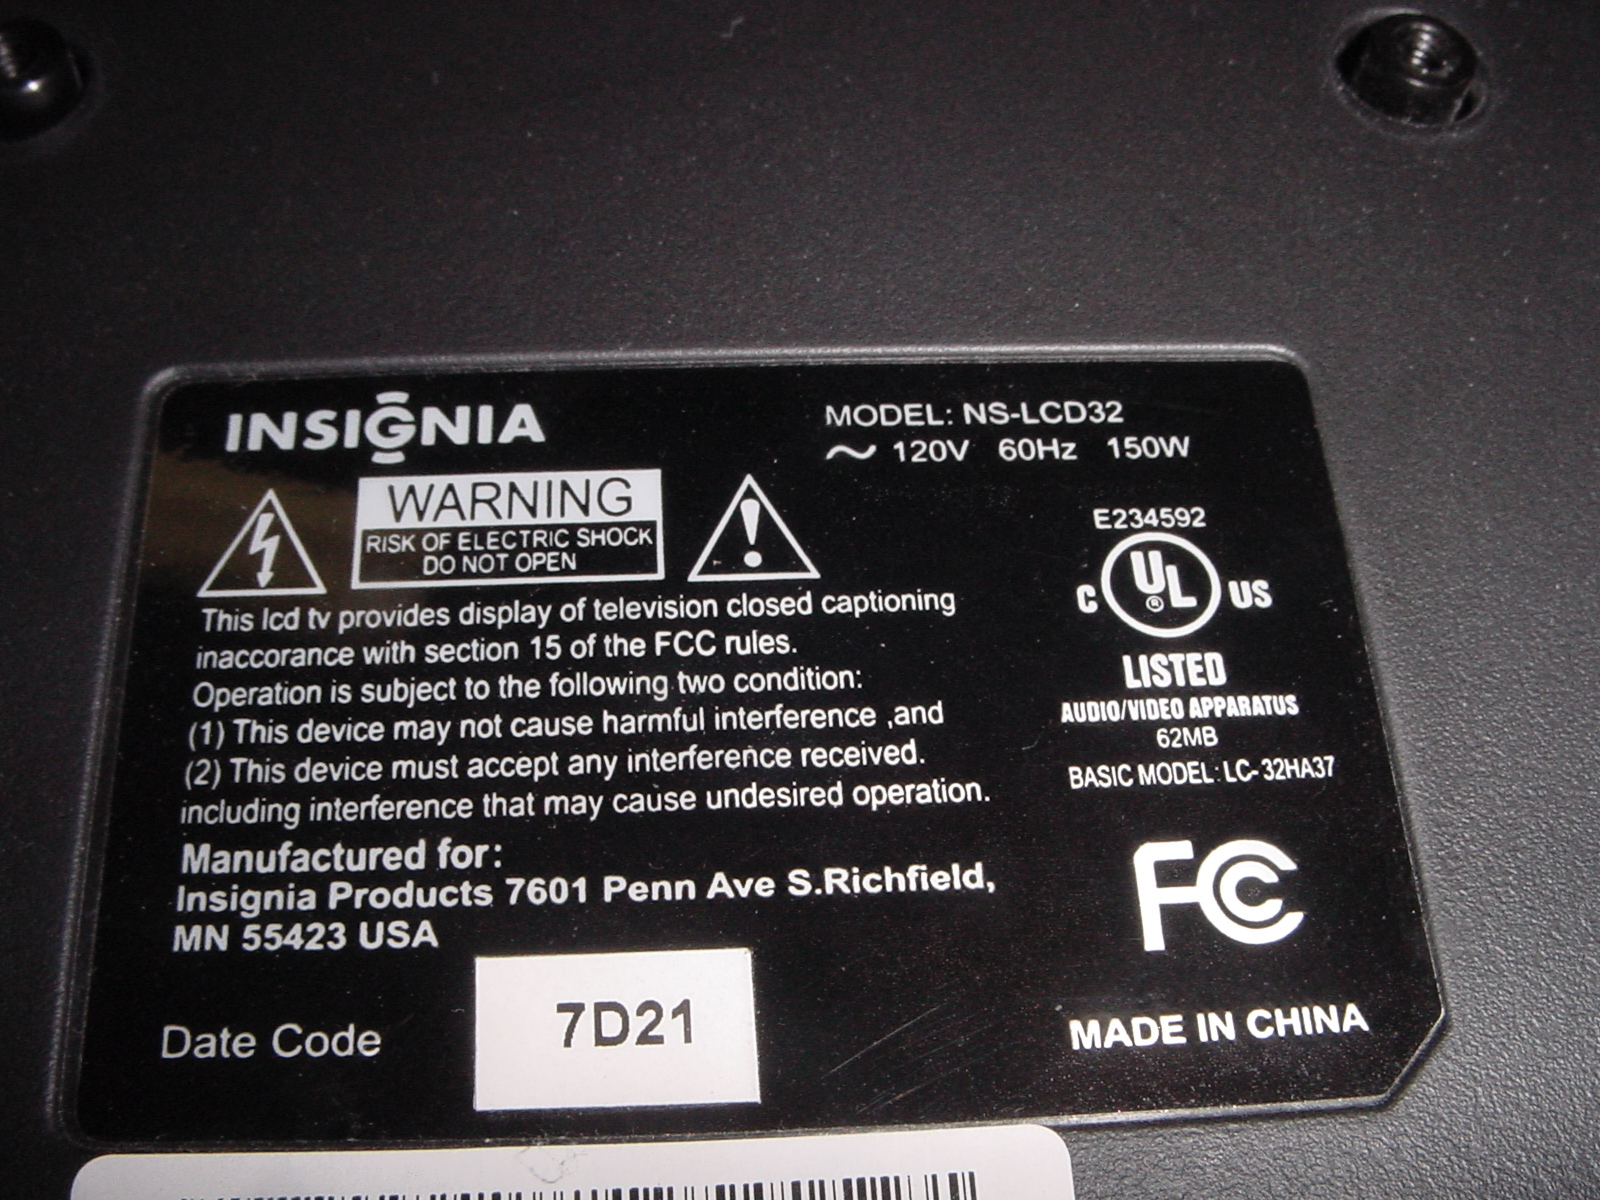 INSIGNIA
MODEL: NS-LCD32
~ 120V 60Hz 150W
WARNING
RISK OF ELECTRIC SHOCK
DO NOT OPEN
E234592
C UL ® US
LISTED
AUDIO/VIDEO APPARATUS
62MB
BASIC MODEL: LC-32HA37
This lcd tv provides display of television closed captioning
inaccorance with section 15 of the FCC rules.
Operation is subject to the following two condition:
(1) This device may not cause harmful interference ,and
(2) This device must accept any interference received.
including interference that may cause undesired operation.
Manufactured for:
Insignia Products 7601 Penn Ave S.Richfield,
MN 55423 USA
FC
Date Code 7D21
MADE IN CHINA